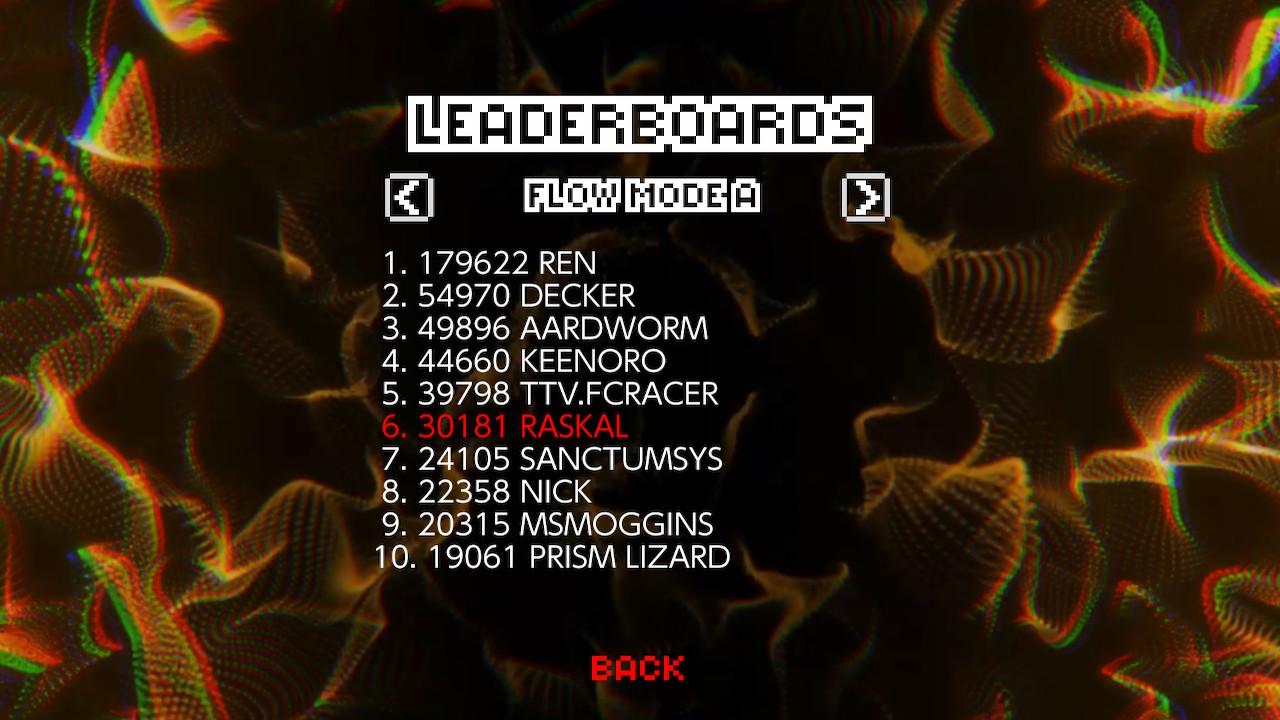 LEADERBOARDS
< FLOW MODE A >
1. 179622 REN
2. 54970 DECKER
3. 49896 AARDWORM
4. 44660 KEENORO
5. 39798 TTV.FCRACER
6. 30181 RASKAL
7. 24105 SANCTUMSYS
8. 22358 NICK
9. 20315 MSMOGGINS
10. 19061 PRISM LIZARD
BACK